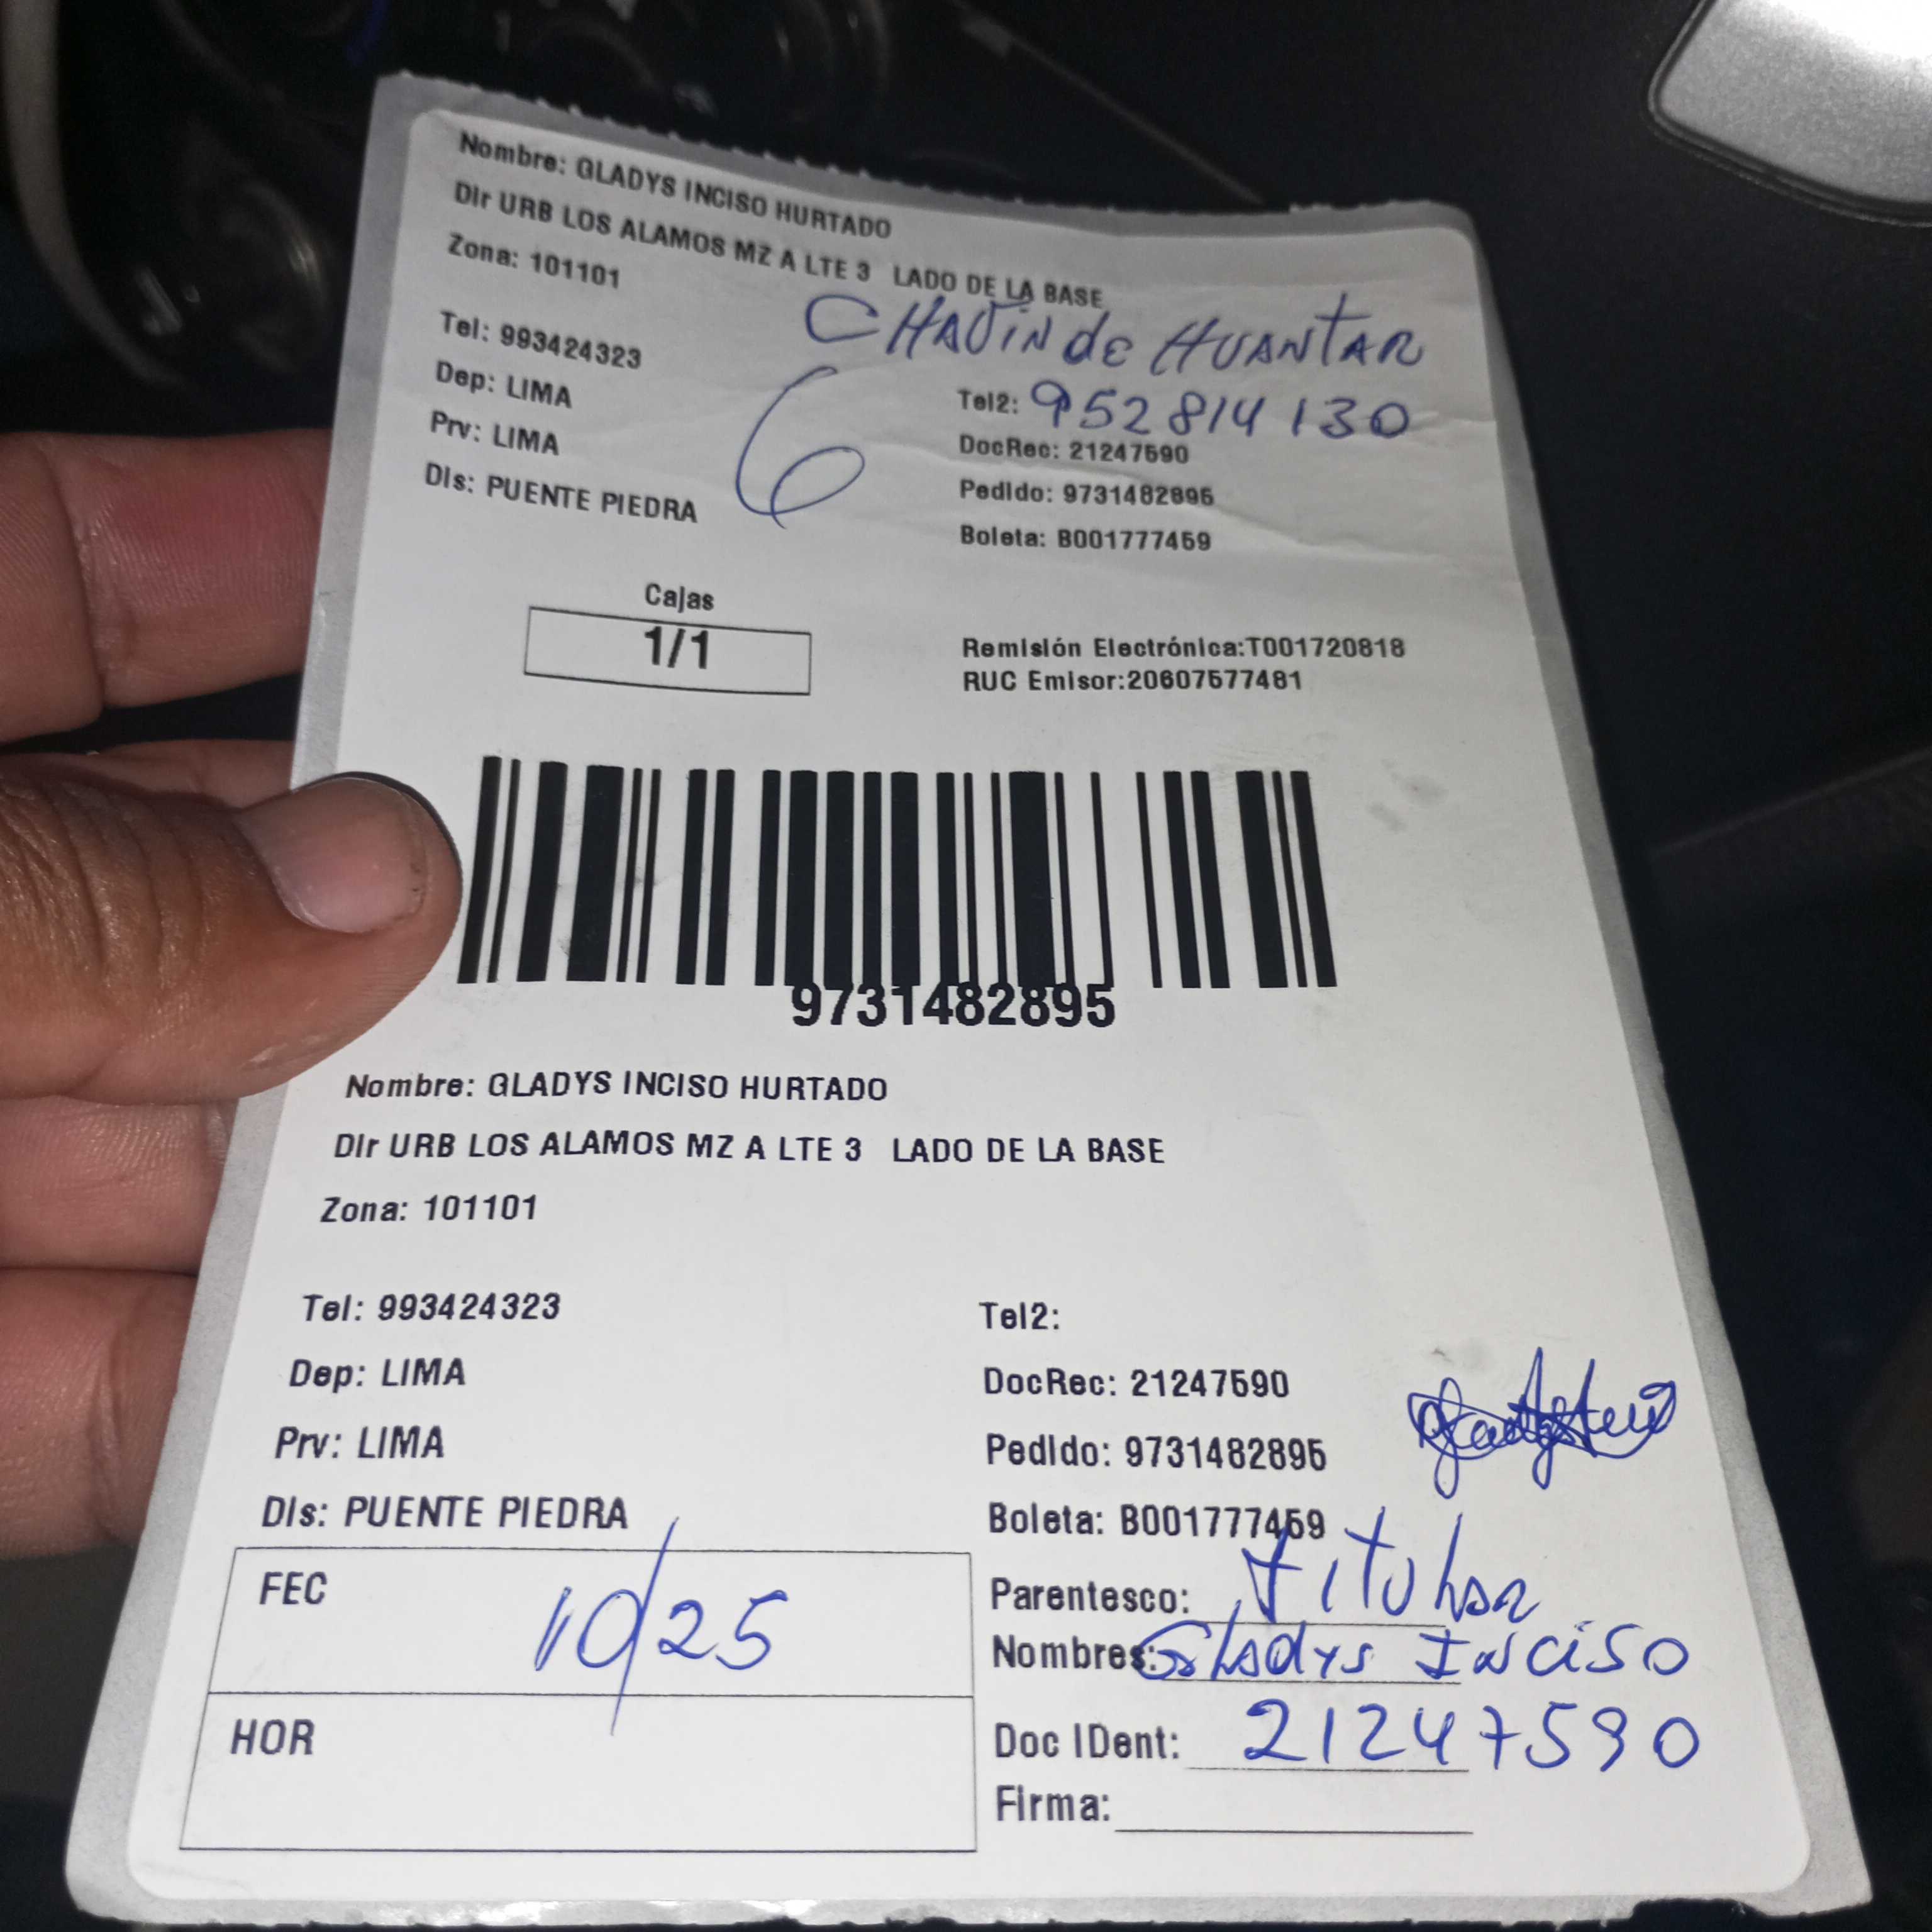 Nombre: GLADYS INCISO HURTADO
Dir URB LOS ALAMOS MZ A LTE 3 LADO DE LA BASE
Zona: 101101
CHAVIN de HUANTAR
Tel: 993424323
6
Tel2: 952814130
Dep: LIMA
DocRec: 21247590
Prv: LIMA
Pedido: 9731482895
Dis: PUENTE PIEDRA
Boleta: B001777459
Cajas
1/1
Remisión Electrónica:T001720818
RUC Emisor:20607577481
9731482895
Nombre: GLADYS INCISO HURTADO
Dir URB LOS ALAMOS MZ A LTE 3 LADO DE LA BASE
Zona: 101101
Tel: 993424323
Tel2:
Dep: LIMA
DocRec: 21247590
Prv: LIMA
Pedido: 9731482895
Dis: PUENTE PIEDRA
Boleta: B001777459
FEC 10/25
Parentesco: titular
Nombres: Gladys Inciso
HOR
Doc IDent: 21247590
Firma: